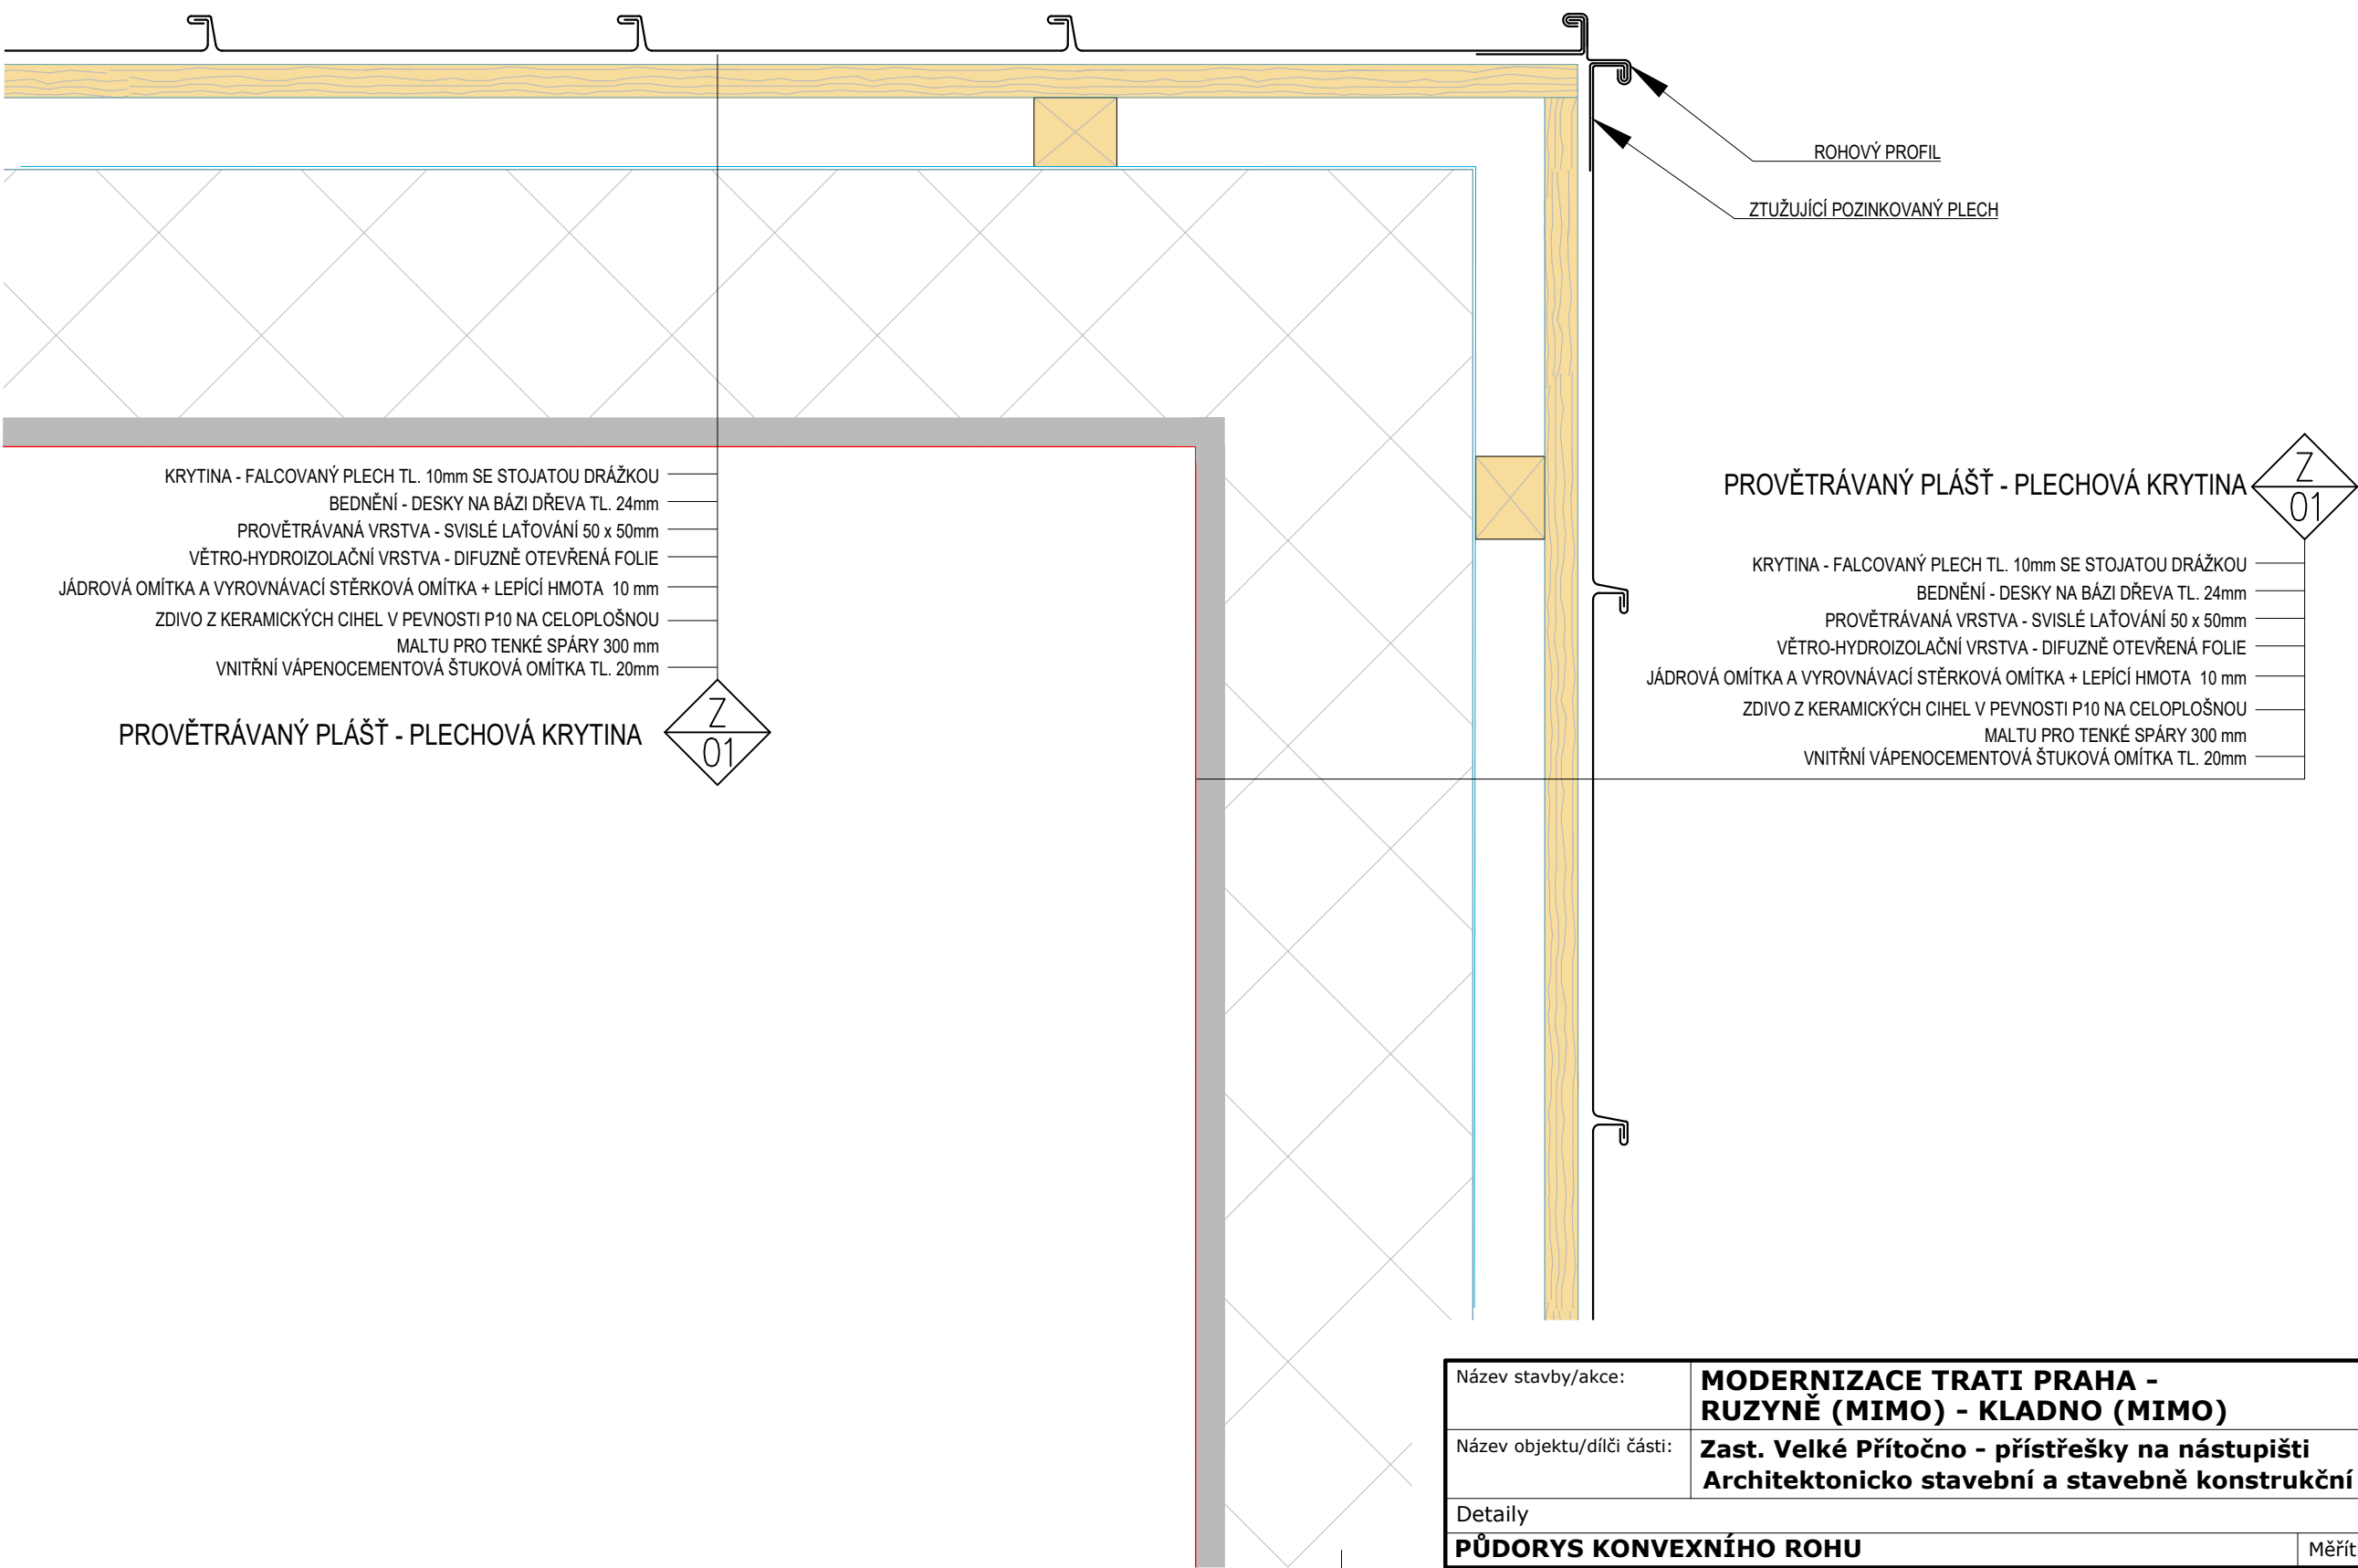 ROHOVÝ PROFIL
ZTUŽUJÍCÍ POZINKOVANÝ PLECH
KRYTINA - FALCOVANÝ PLECH TL. 10mm SE STOJATOU DRÁŽKOU
BEDNĚNÍ - DESKY NA BÁZI DŘEVA TL. 24mm
PROVĚTRÁVANÁ VRSTVA - SVISLÉ LAŤOVÁNÍ 50 x 50mm
VĚTRO-HYDROIZOLAČNÍ VRSTVA - DIFUZNĚ OTEVŘENÁ FOLIE
JÁDROVÁ OMÍTKA A VYROVNÁVACÍ STĚRKOVÁ OMÍTKA + LEPÍCÍ HMOTA 10 mm
ZDIVO Z KERAMICKÝCH CIHEL V PEVNOSTI P10 NA CELOPLOŠNOU
MALTU PRO TENKÉ SPÁRY 300 mm
VNITŘNÍ VÁPENOCEMENTOVÁ ŠTUKOVÁ OMÍTKA TL. 20mm
PROVĚTRÁVANÝ PLÁŠŤ - PLECHOVÁ KRYTINA
Z
01
PROVĚTRÁVANÝ PLÁŠŤ - PLECHOVÁ KRYTINA
Z
01
KRYTINA - FALCOVANÝ PLECH TL. 10mm SE STOJATOU DRÁŽKOU
BEDNĚNÍ - DESKY NA BÁZI DŘEVA TL. 24mm
PROVĚTRÁVANÁ VRSTVA - SVISLÉ LAŤOVÁNÍ 50 x 50mm
VĚTRO-HYDROIZOLAČNÍ VRSTVA - DIFUZNĚ OTEVŘENÁ FOLIE
JÁDROVÁ OMÍTKA A VYROVNÁVACÍ STĚRKOVÁ OMÍTKA + LEPÍCÍ HMOTA 10 mm
ZDIVO Z KERAMICKÝCH CIHEL V PEVNOSTI P10 NA CELOPLOŠNOU
MALTU PRO TENKÉ SPÁRY 300 mm
VNITŘNÍ VÁPENOCEMENTOVÁ ŠTUKOVÁ OMÍTKA TL. 20mm
Název stavby/akce:
MODERNIZACE TRATI PRAHA -
RUZYNĚ (MIMO) - KLADNO (MIMO)
Název objektu/dílči části:
Zast. Velké Přítočno - přístřešky na nástupišti
Architektonicko stavební a stavebně konstrukční
Detaily
PŮDORYS KONVEXNÍHO ROHU
Měřít